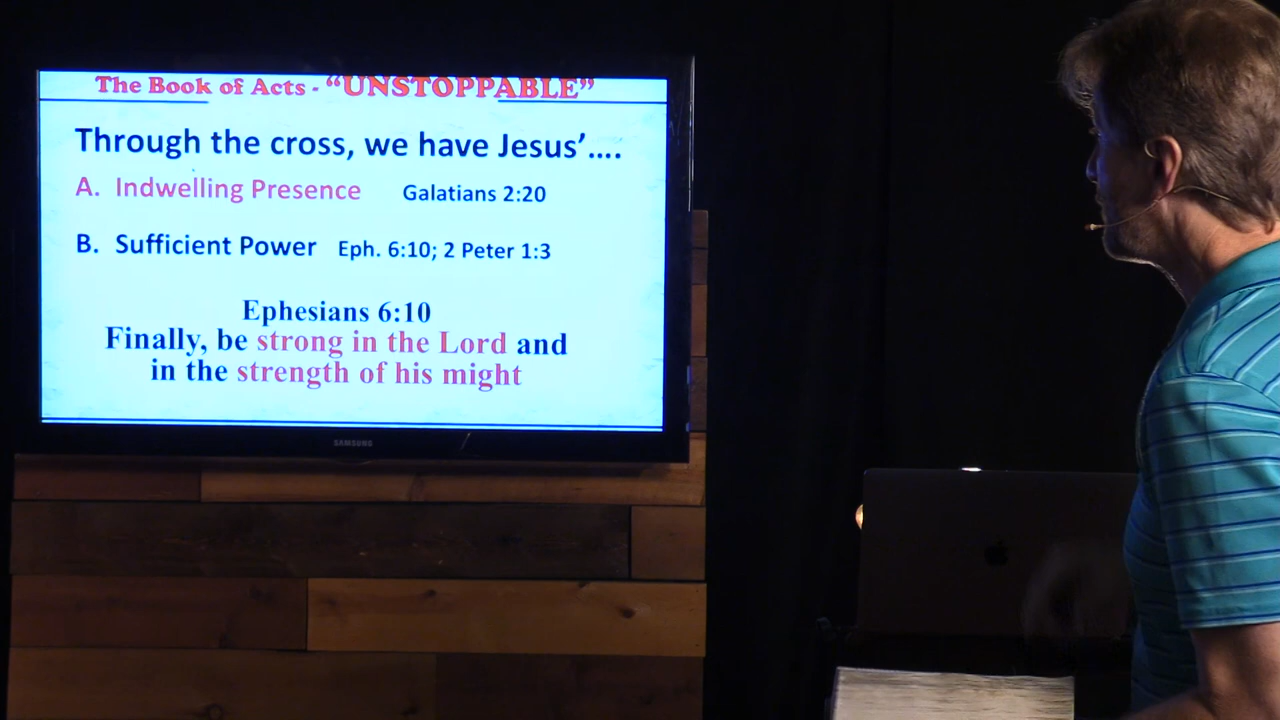 The Book of Acts - “UNSTOPPABLE”
Through the cross, we have Jesus’....
A. Indwelling Presence Galatians 2:20
B. Sufficient Power Eph. 6:10; 2 Peter 1:3
Ephesians 6:10
Finally, be strong in the Lord and
in the strength of his might
SAMSUNG